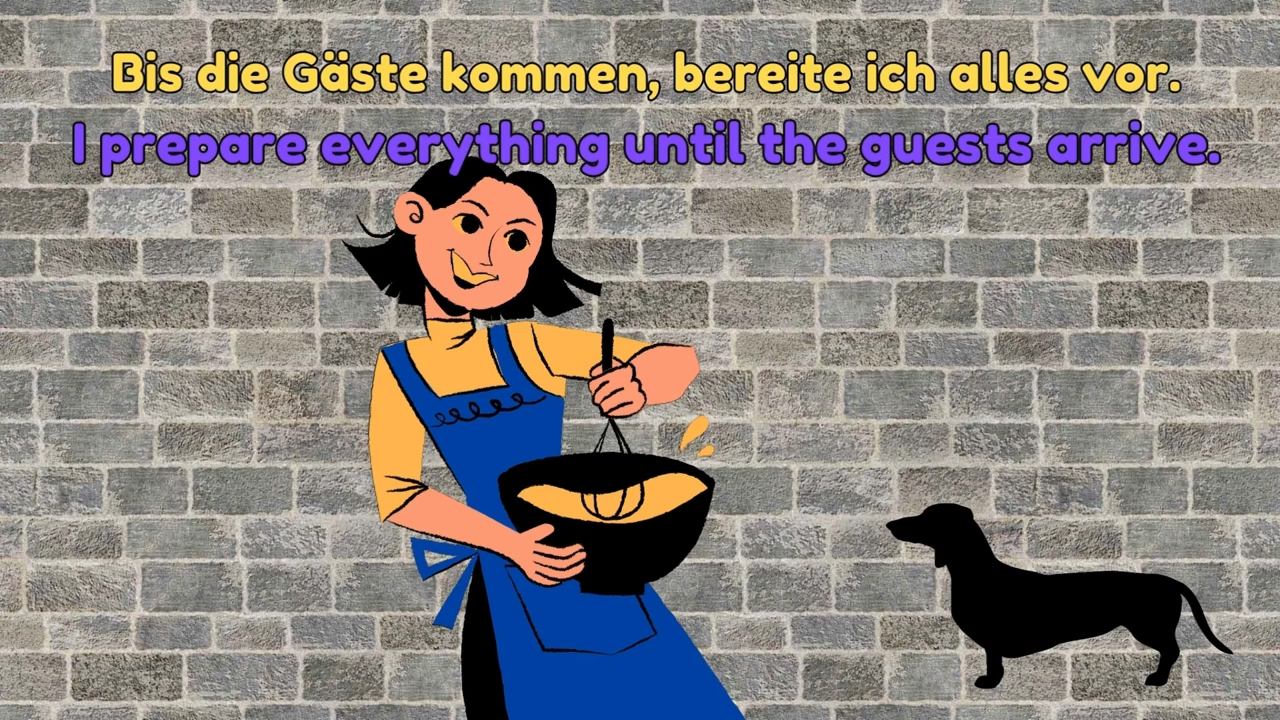 Bis die Gäste kommen, bereite ich alles vor.
I prepare everything until the guests arrive.